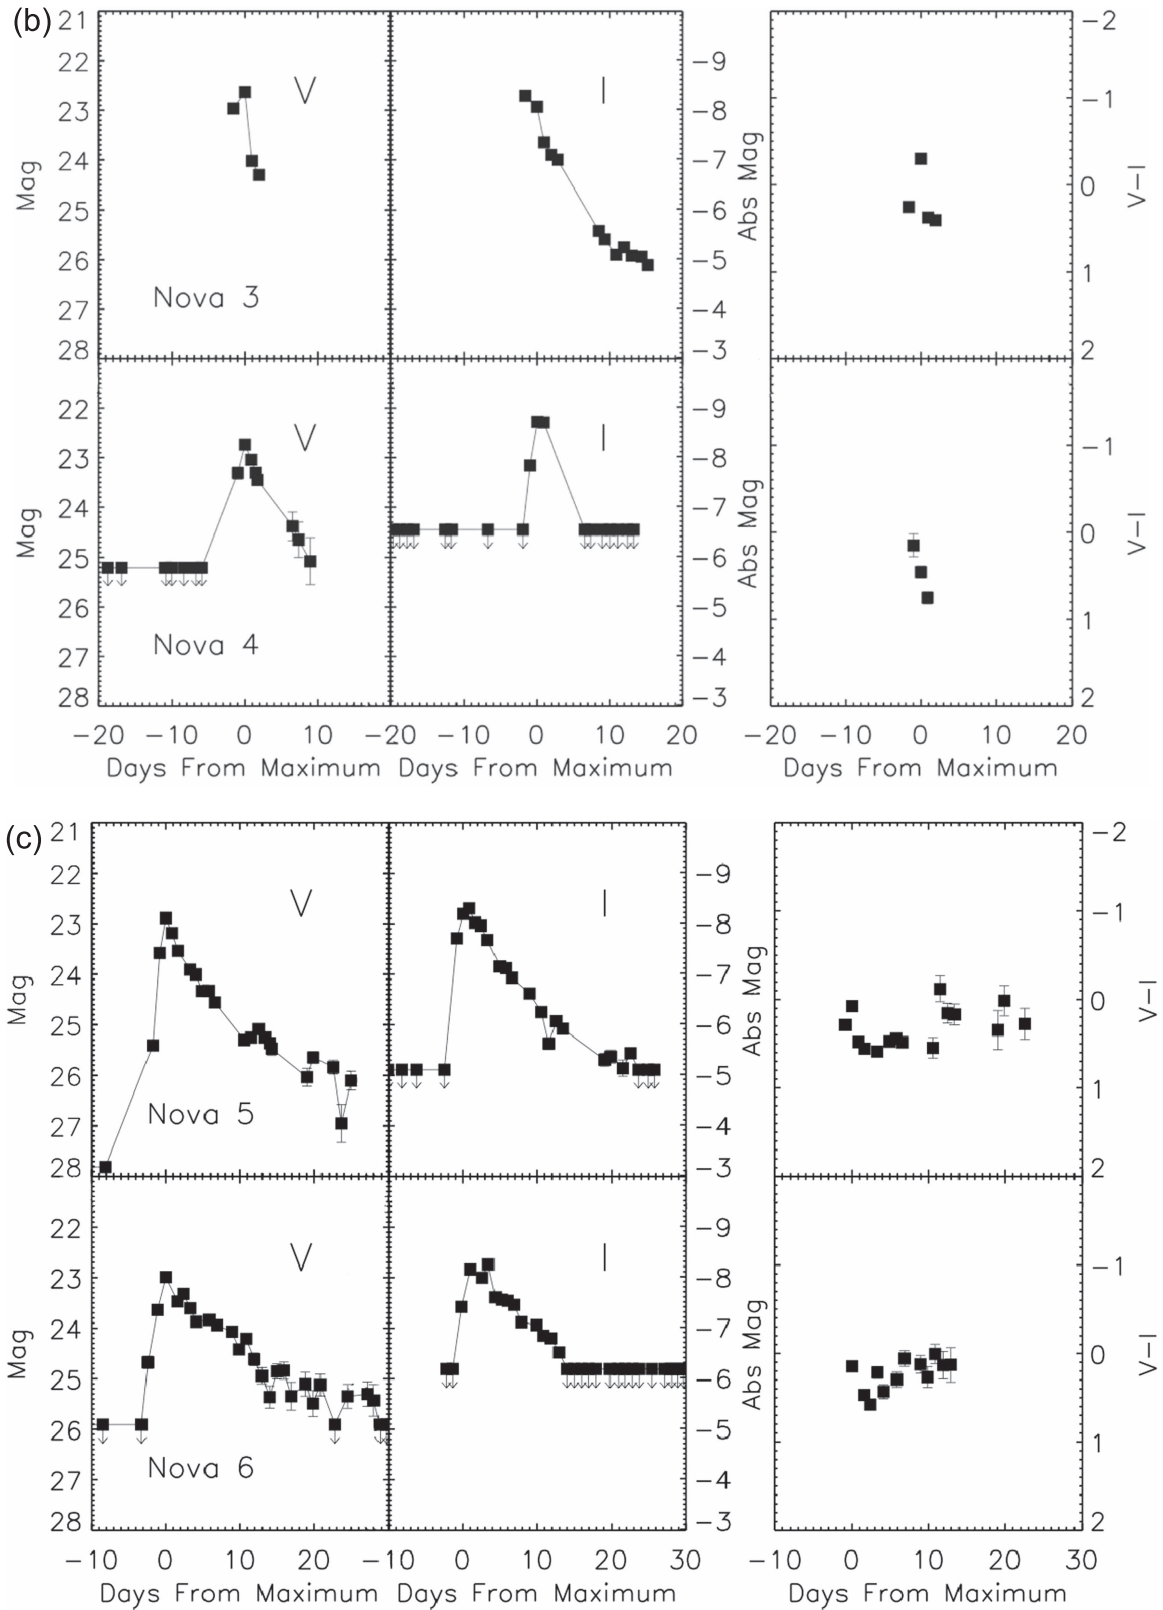 (b)
21
−2
22
−9
V
I
23
−8
−1
Mag
24
−7
Abs Mag
0
V−I
25
−6
26
−5
1
Nova 3
27
−4
28
−3
2
22
−9
V
I
23
−8
−1
Mag
24
−7
Abs Mag
0
V−I
25
−6
26
−5
1
Nova 4
27
−4
28
−3
2
−20 −10 0 10 −20 −10 0 10 20 −20 −10 0 10 20
Days From Maximum Days From Maximum Days From Maximum
(c)
21
−2
22
−9
V
I
23
−8
−1
Mag
24
−7
Abs Mag
0
V−I
25
−6
26
−5
1
Nova 5
27
−4
28
−3
2
22
−9
V
I
23
−8
−1
Mag
24
−7
Abs Mag
0
V−I
25
−6
26
−5
1
Nova 6
27
−4
28
−3
2
−10 0 10 20 −10 0 10 20 30 −10 0 10 20 30
Days From Maximum Days From Maximum Days From Maximum